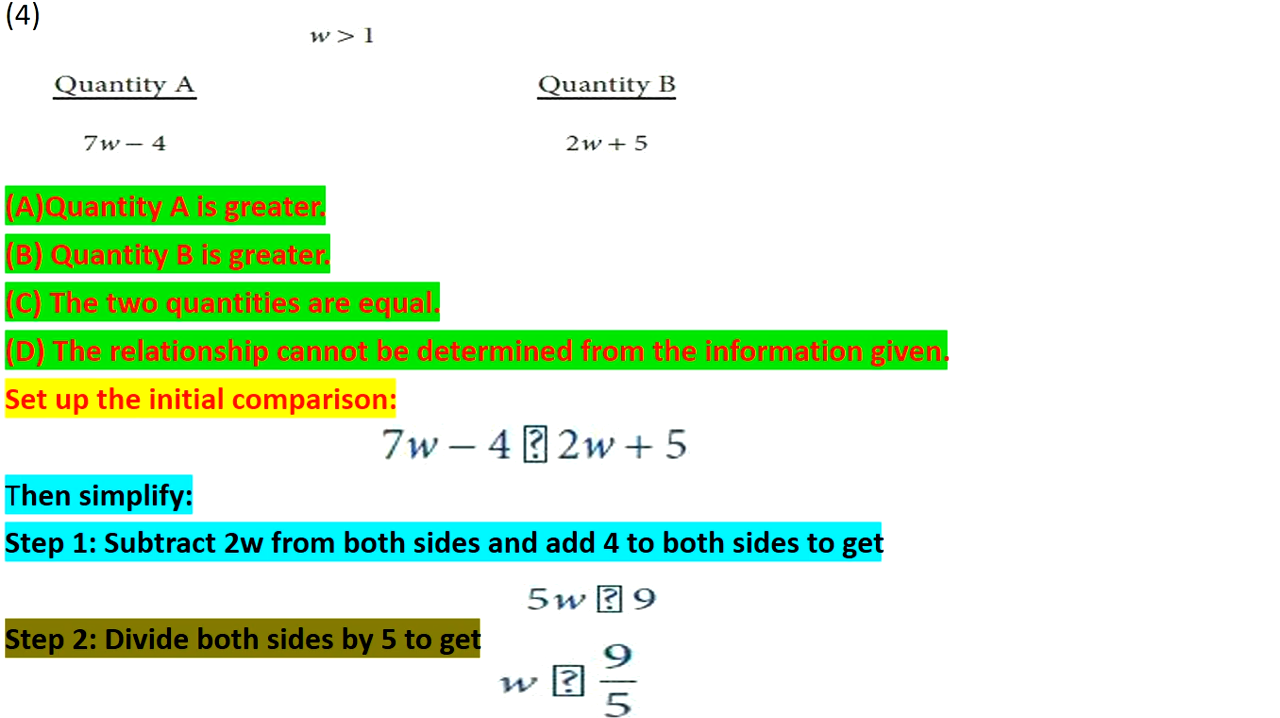 (4)
w > 1
Quantity A Quantity B
7w – 4 2w + 5
(A)Quantity A is greater.
(B) Quantity B is greater.
(C) The two quantities are equal.
(D) The relationship cannot be determined from the information given.
Set up the initial comparison:
7w – 4 ? 2w + 5
Then simplify:
Step 1: Subtract 2w from both sides and add 4 to both sides to get
5w ? 9
Step 2: Divide both sides by 5 to get
w ? 9/5